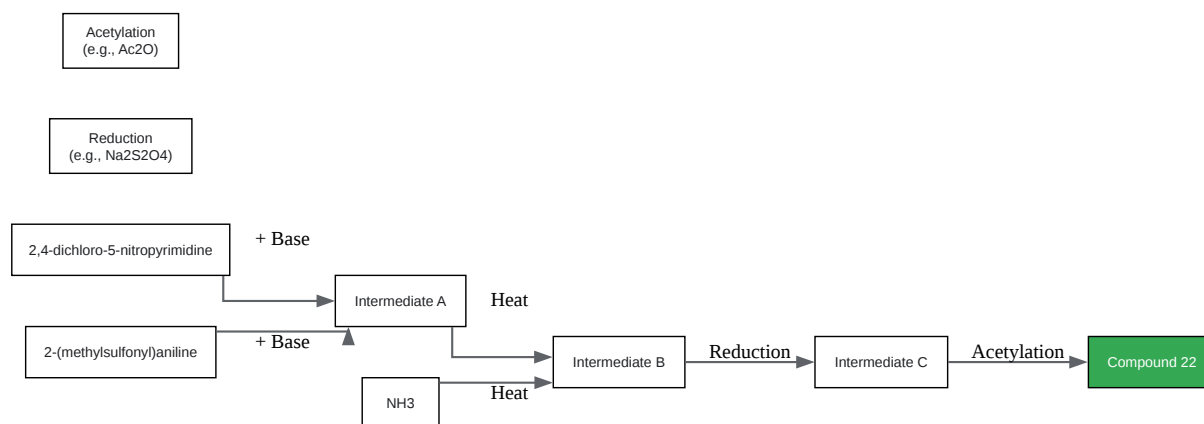 Acetylation
(e.g., Ac2O)
Reduction
(e.g., Na2S2O4)
2,4-dichloro-5-nitropyrimidine
+ Base
Intermediate A
Heat
2-(methylsulfonyl)aniline
+ Base
Intermediate B
Reduction
Intermediate C
Acetylation
Compound 22
NH3
Heat